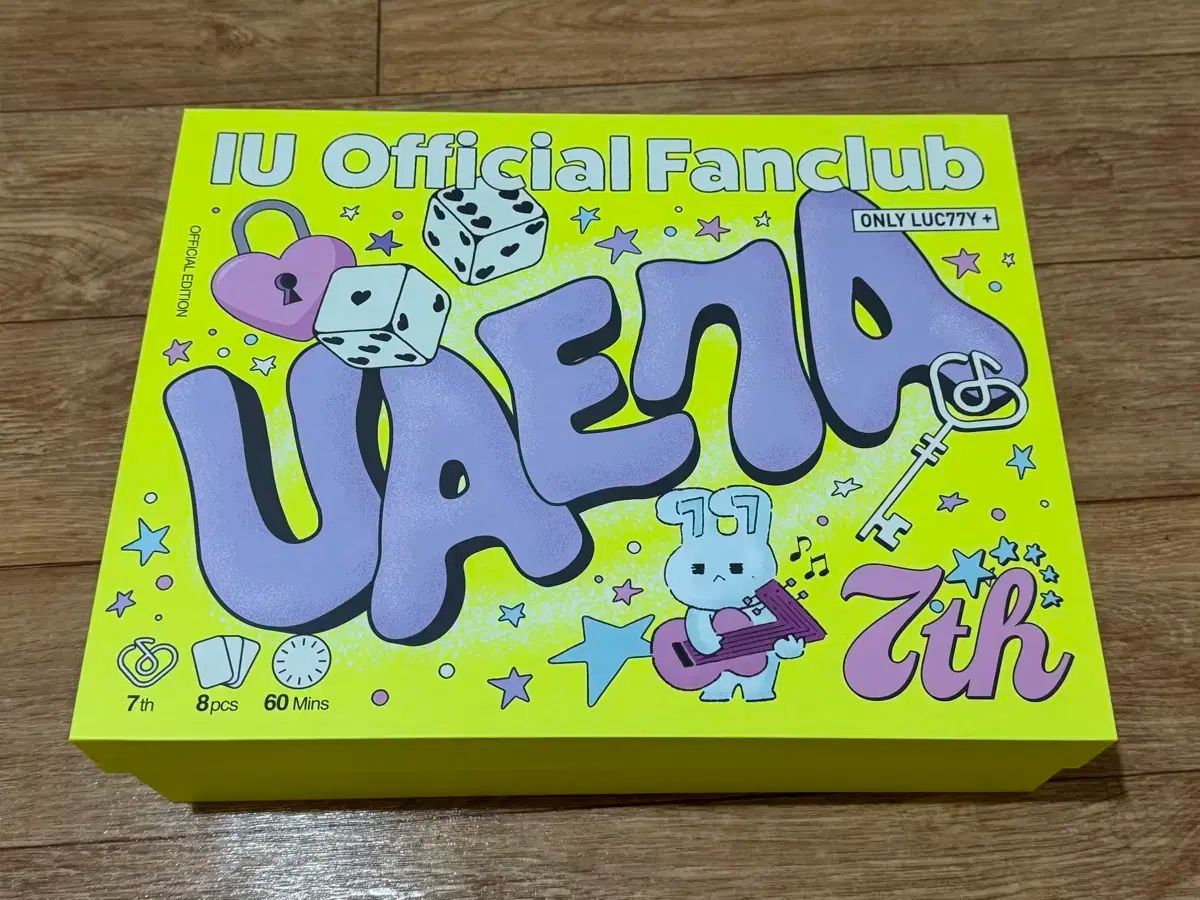 IU Official Fanclub
ONLY LUC77Y +
OFFICIAL EDITION
UAENA
7th
7th
8pcs
60 Mins